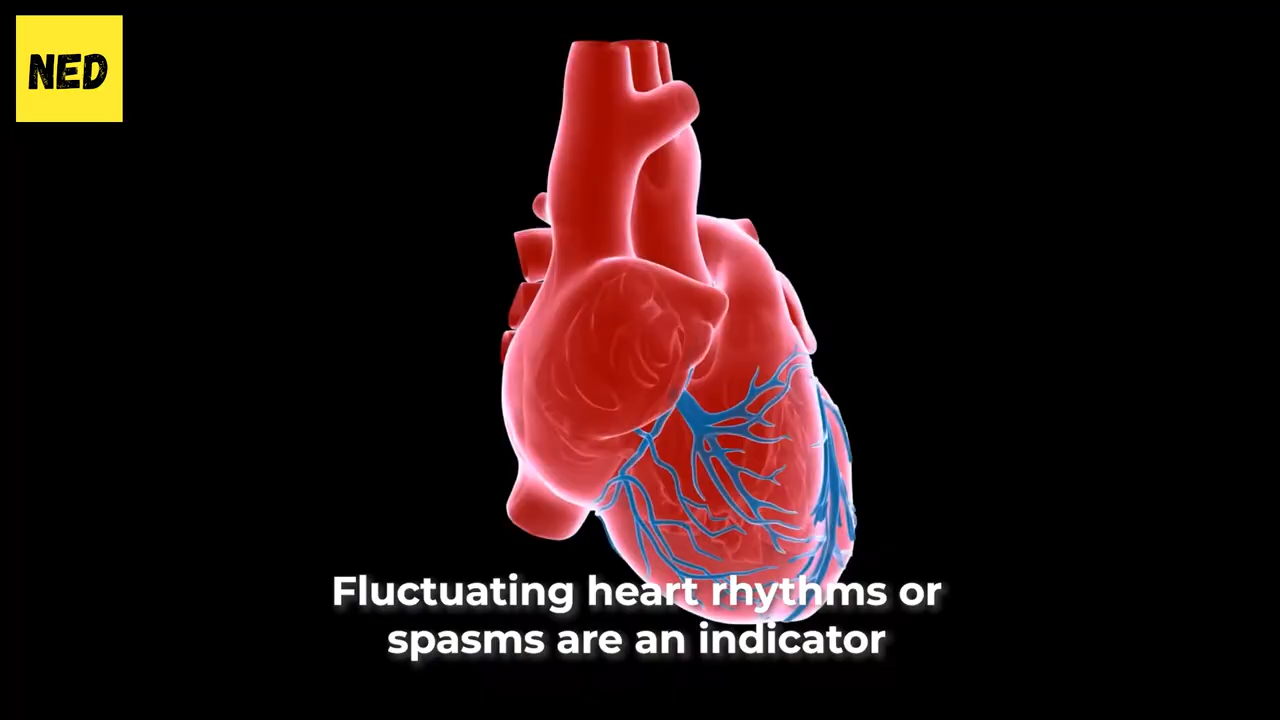 NED
Fluctuating heart rhythms or
spasms are an indicator